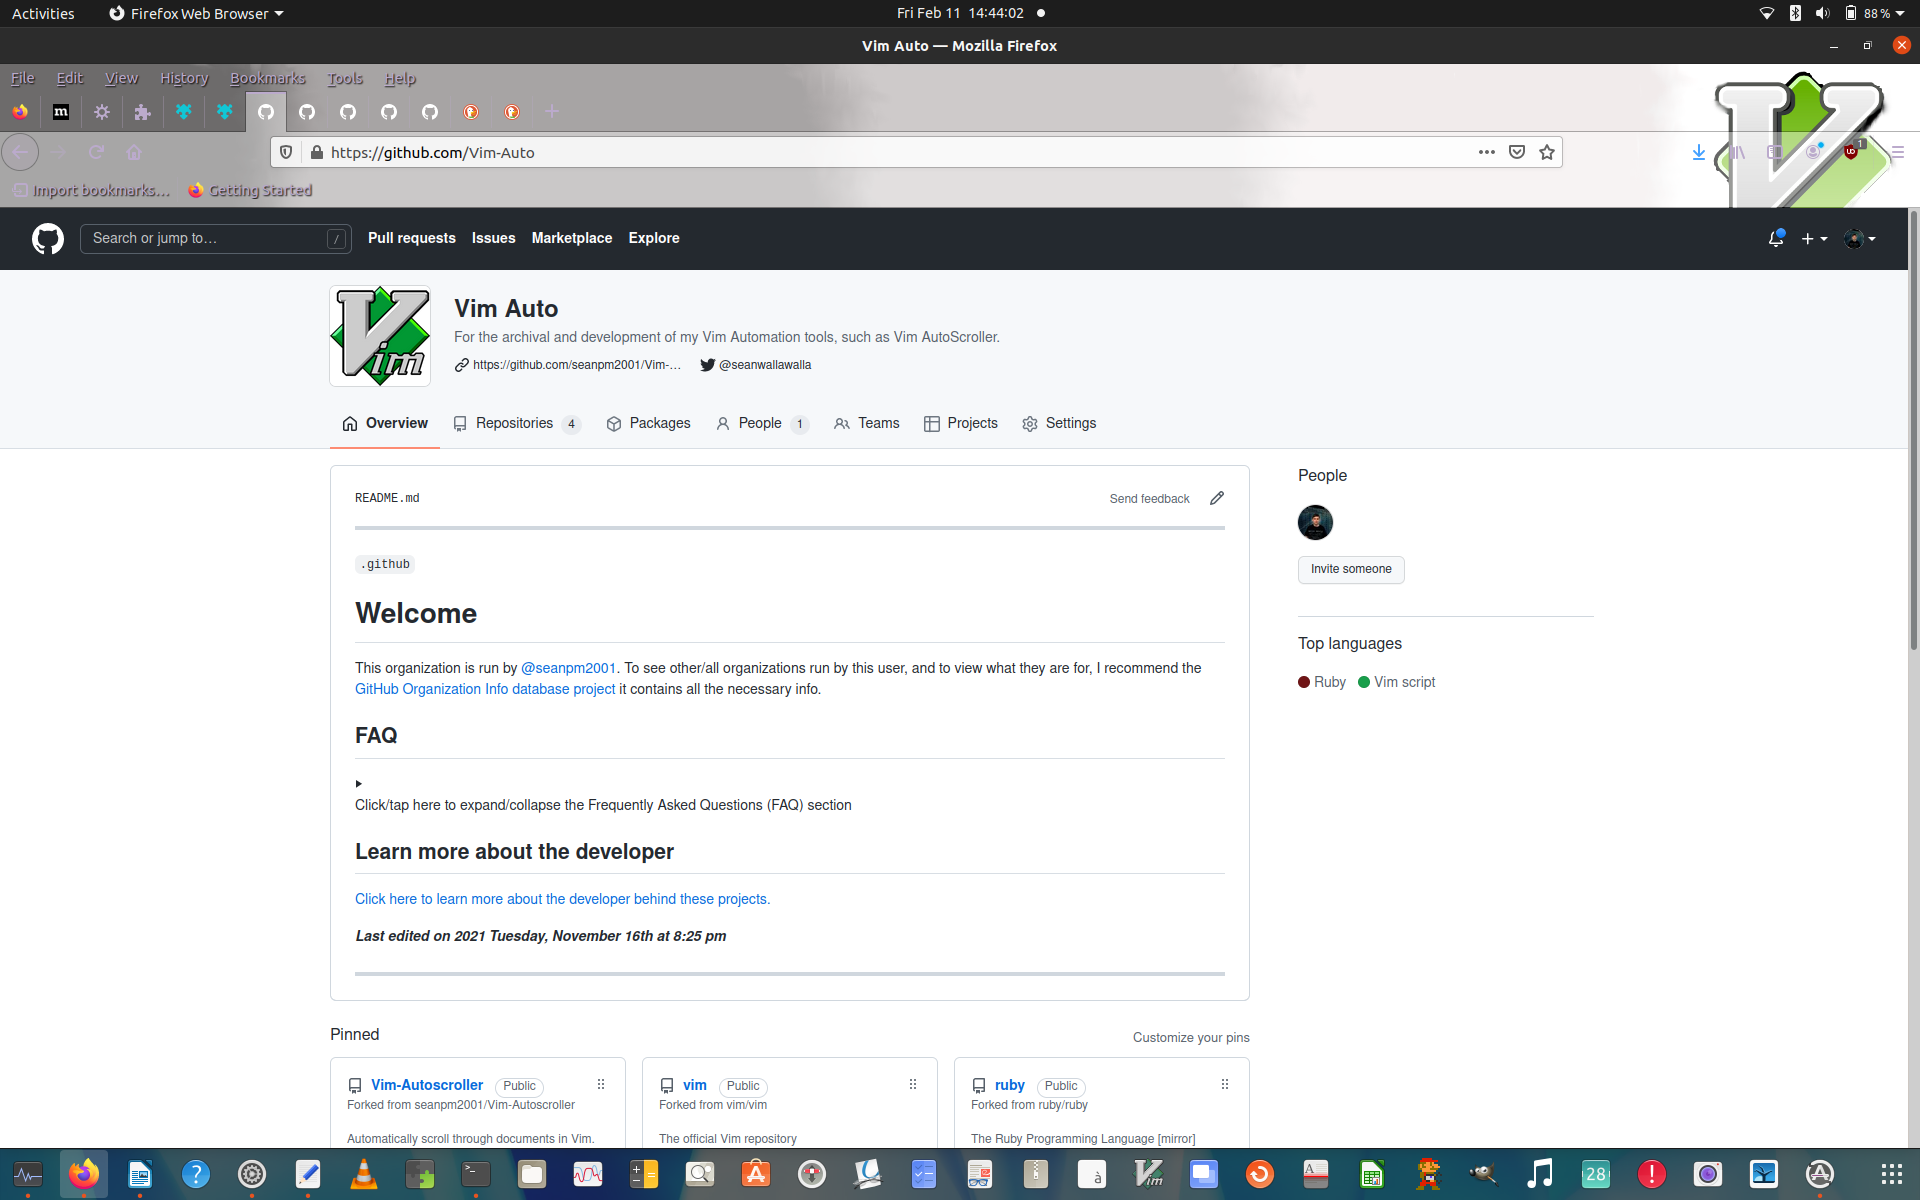 Activities
Firefox Web Browser
Fri Feb 11 14:44:02
88 %
Vim Auto — Mozilla Firefox
File Edit View History Bookmarks Tools Help
m
https://github.com/Vim-Auto
1
Import bookmarks…
Getting Started
Search or jump to…
/
Pull requests
Issues
Marketplace
Explore
Vim
Vim Auto
For the archival and development of my Vim Automation tools, such as Vim AutoScroller.
https://github.com/seanpm2001/Vim-…
@seanwallawalla
Overview
Repositories 4
Packages
People 1
Teams
Projects
Settings
README.md
Send feedback
.github
Welcome
This organization is run by @seanpm2001. To see other/all organizations run by this user, and to view what they are for, I recommend the
GitHub Organization Info database project it contains all the necessary info.
FAQ
Click/tap here to expand/collapse the Frequently Asked Questions (FAQ) section
Learn more about the developer
Click here to learn more about the developer behind these projects.
Last edited on 2021 Tuesday, November 16th at 8:25 pm
People
Invite someone
Top languages
Ruby
Vim script
Pinned
Customize your pins
Vim-Autoscroller
Public
Forked from seanpm2001/Vim-Autoscroller
Automatically scroll through documents in Vim.
vim
Public
Forked from vim/vim
The official Vim repository
ruby
Public
Forked from ruby/ruby
The Ruby Programming Language [mirror]
?
>_
à
Vim
A
28
!
A